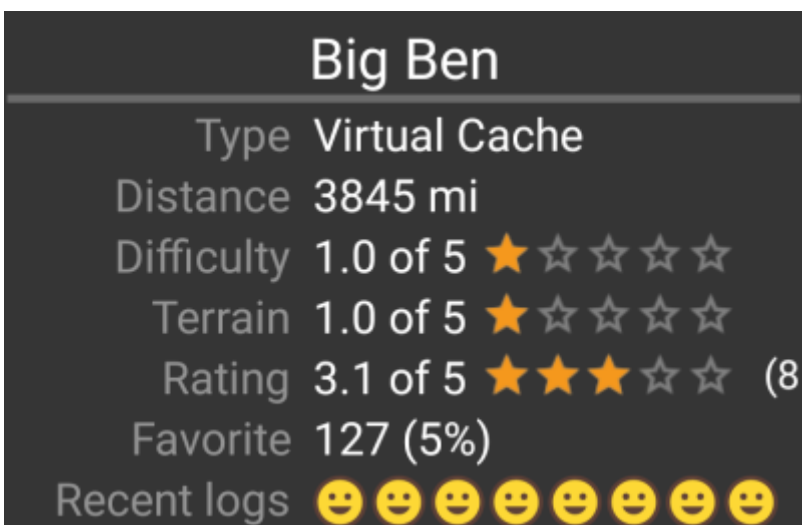 Big Ben
Type Virtual Cache
Distance 3845 mi
Difficulty 1.0 of 5
Terrain 1.0 of 5
Rating 3.1 of 5 (8
Favorite 127 (5%)
Recent logs